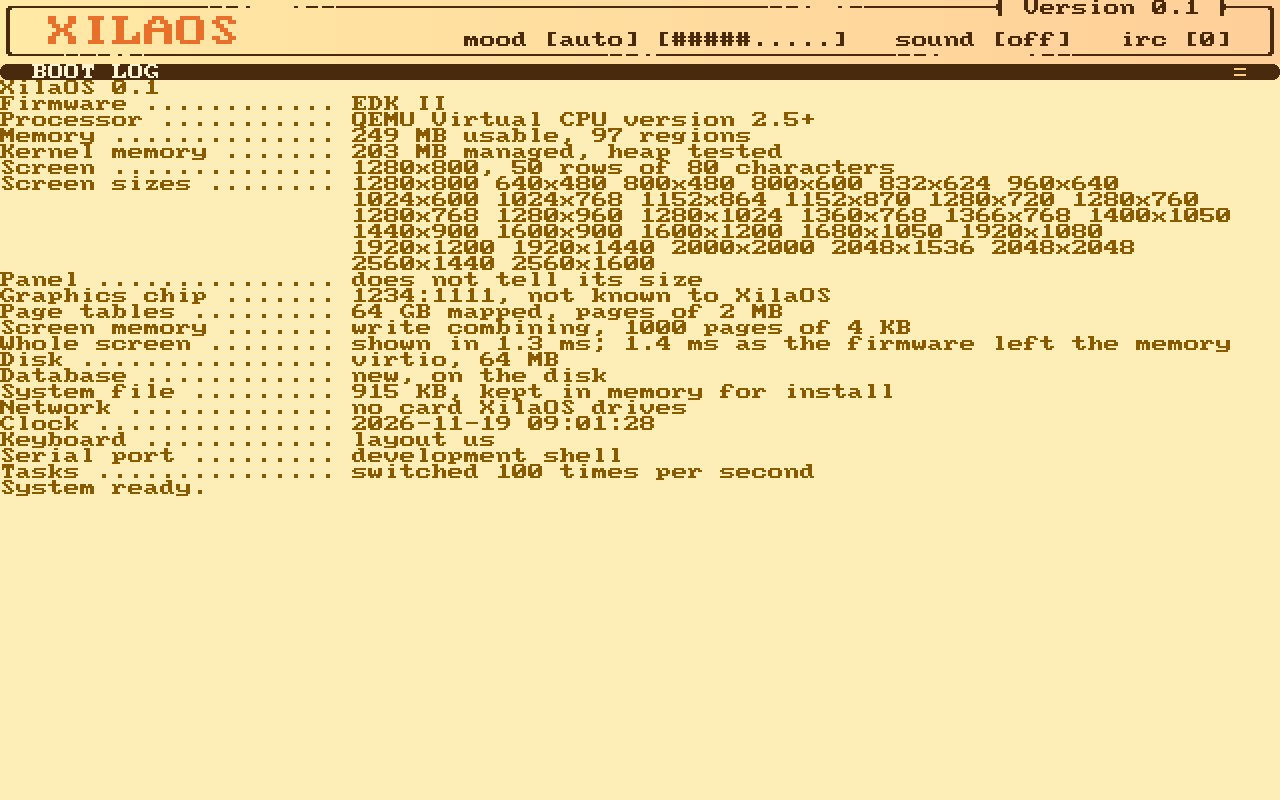 Version 0.1
XILAOS
mood [auto] [#####.....] sound [off] irc [0]
BOOT LOG =
XilaOS 0.1
Firmware ............ EDK II
Processor ........... QEMU Virtual CPU version 2.5+
Memory .............. 249 MB usable, 97 regions
Kernel memory ....... 203 MB managed, heap tested
Screen .............. 1280x800, 50 rows of 80 characters
Screen sizes ........ 1280x800 640x480 800x480 800x600 832x624 960x640
1024x600 1024x768 1152x864 1152x870 1280x720 1280x760
1280x768 1280x960 1280x1024 1360x768 1366x768 1400x1050
1440x900 1600x900 1600x1200 1680x1050 1920x1080
1920x1200 1920x1440 2000x2000 2048x1536 2048x2048
2560x1440 2560x1600
Panel ............... does not tell its size
Graphics chip ....... 1234:1111, not known to XilaOS
Page tables ......... 64 GB mapped, pages of 2 MB
Screen memory ....... write combining, 1000 pages of 4 KB
Whole screen ........ shown in 1.3 ms; 1.4 ms as the firmware left the memory
Disk ................ virtio, 64 MB
Database ............ new, on the disk
System file ......... 915 KB, kept in memory for install
Network ............. no card XilaOS drives
Clock ............... 2026-11-19 09:01:28
Keyboard ............ layout us
Serial port ......... development shell
Tasks ............... switched 100 times per second
System ready.